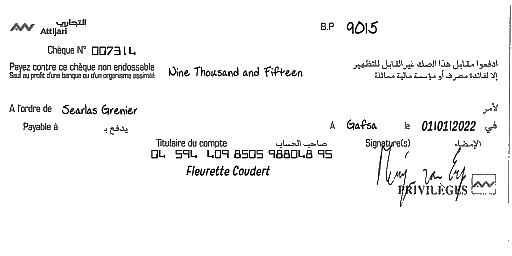 التجاري
Attijari
B.P 9015
Chèque N° 007314
Payez contre ce chèque non endossable
Sauf au profit d'une banque ou d'un organisme assimilé
Nine Thousand and Fifteen
ادفعوا مقابل هذا الصك غير القابل للتظهير
إلا لفائدة مصرف أو مؤسسة مالية مماثلة
A l'ordre de Searlas Grenier لأمر
Payable à يدفع بـ
A Gafsa le 01/01/2022 في
Titulaire du compte صاحب الحساب
Signature(s) الإمضاء
04 594 409 8505 988048 95
Fleurette Coudert
PRIVILÈGES